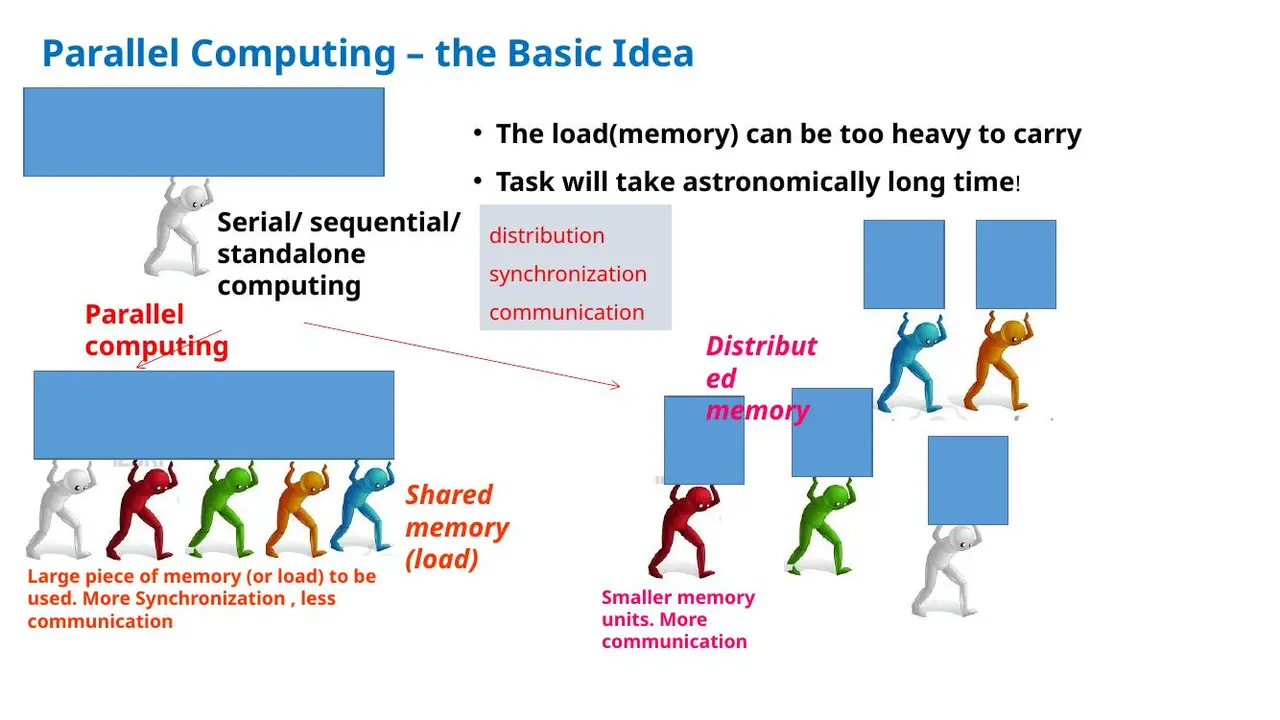 Parallel Computing – the Basic Idea
• The load(memory) can be too heavy to carry
• Task will take astronomically long time!
Serial/ sequential/
standalone
computing
distribution
synchronization
communication
Parallel
computing
Distribut
ed
memory
Shared
memory
(load)
Large piece of memory (or load) to be
used. More Synchronization , less
communication
Smaller memory
units. More
communication